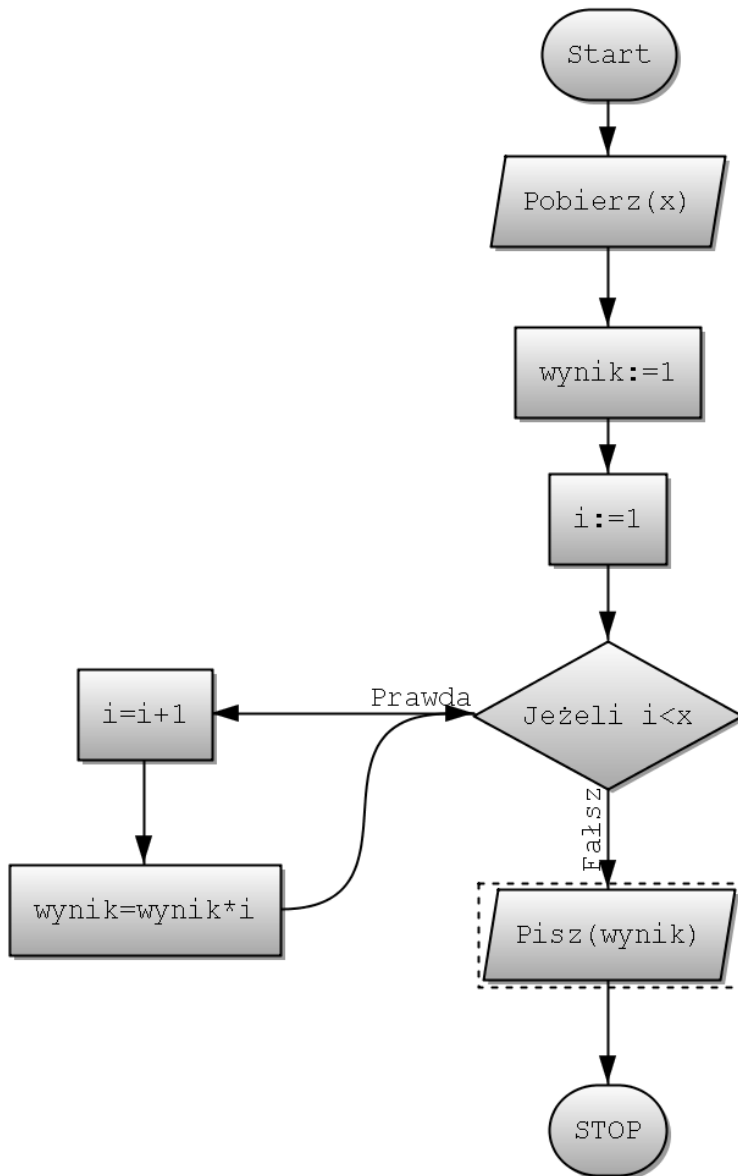 Start
Pobierz(x)
wynik:=1
i:=1
Jeżeli i<x
Prawda
i=i+1
wynik=wynik*i
Fałsz
Pisz(wynik)
STOP